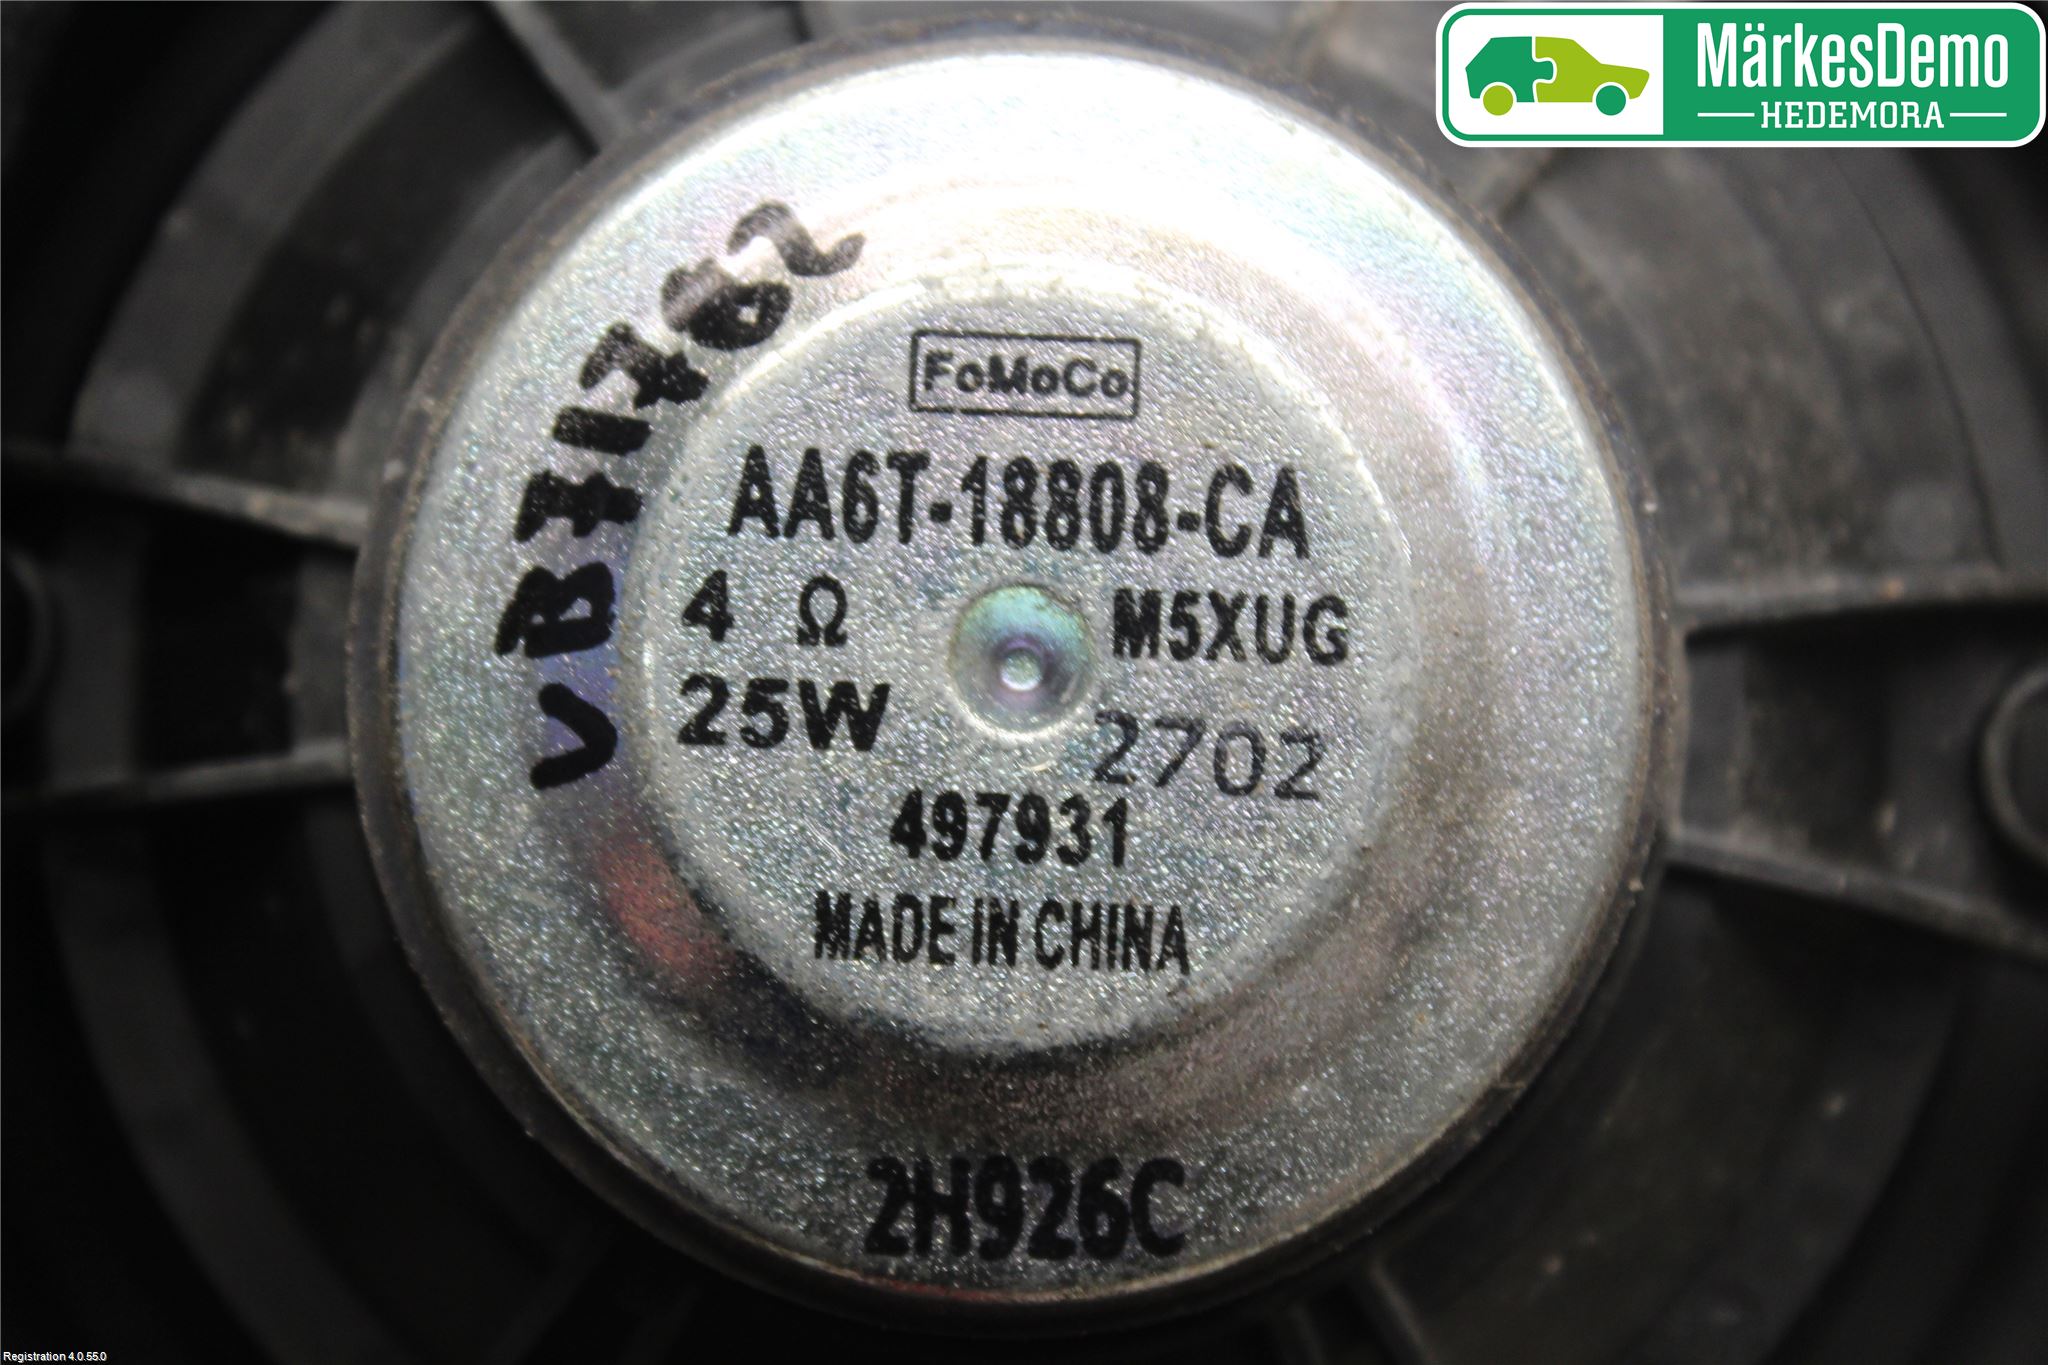 MärkesDemo
HEDEMORA
FoMoCo
AA6T-18808-CA
4 Ω
M5XUG
25W
2702
497931
MADE IN CHINA
2H926C
Registration 4.0.55.0